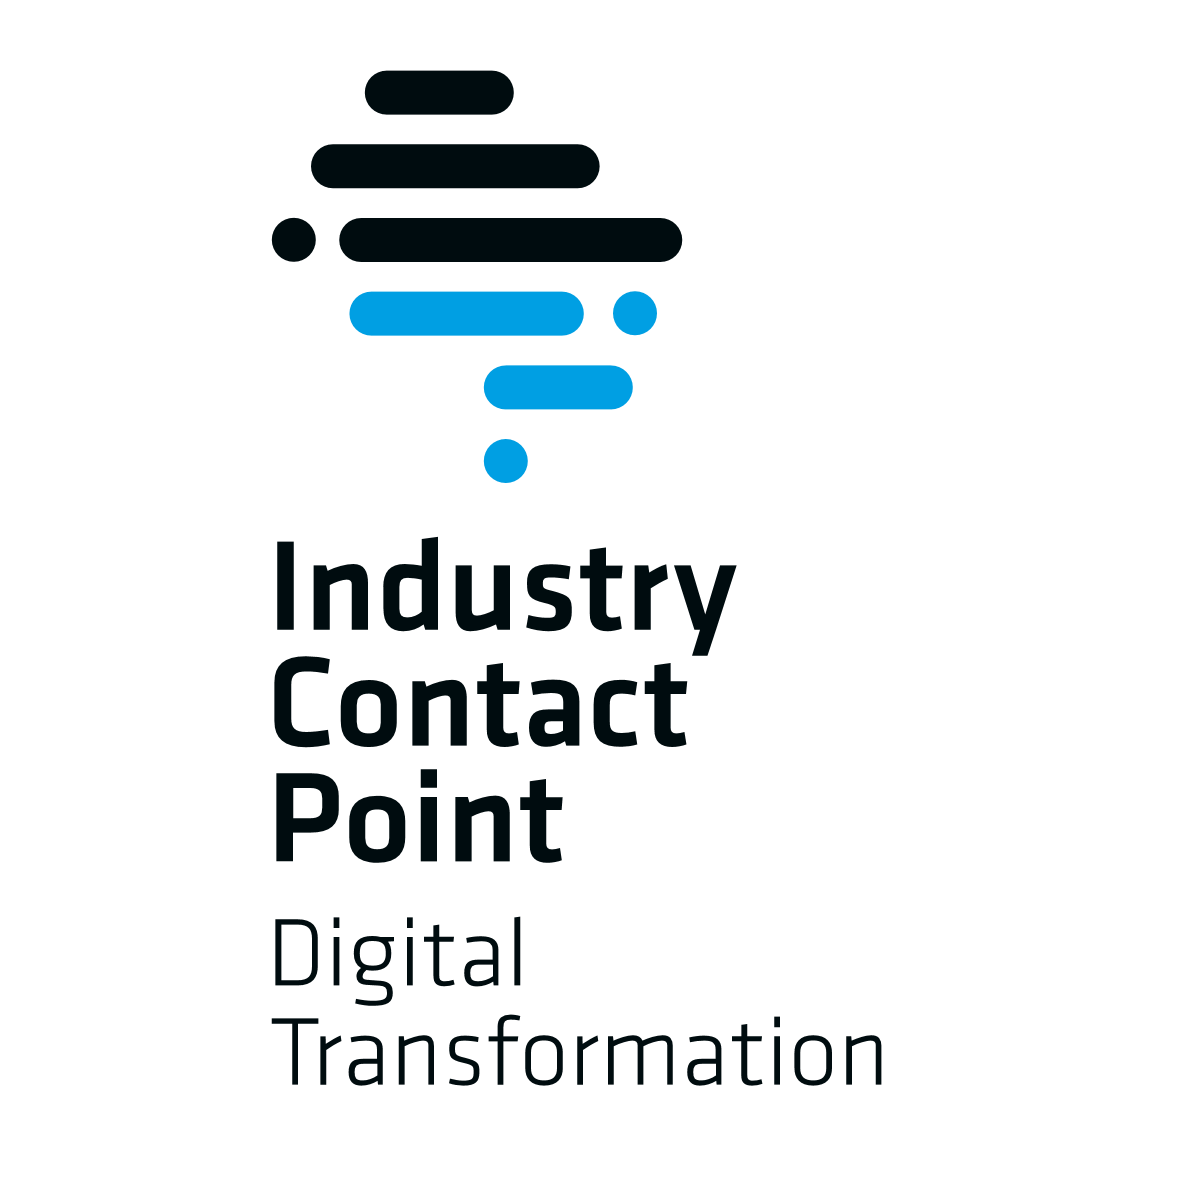 Industry
Contact
Point
Digital
Transformation